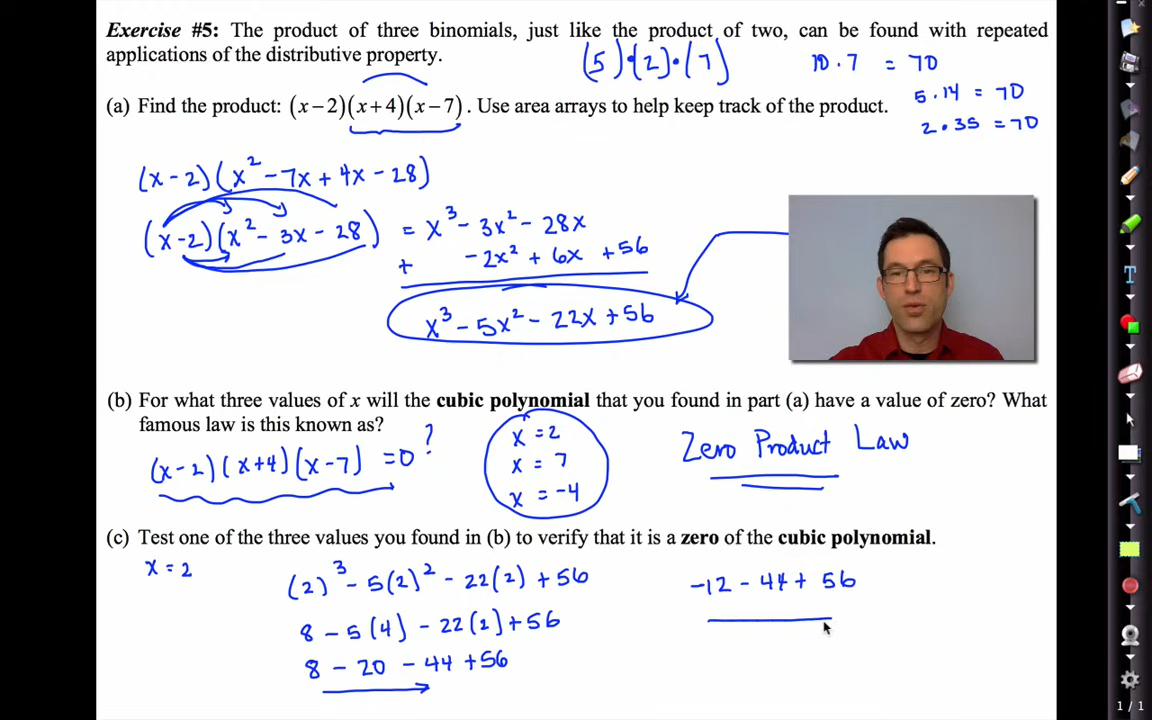 Exercise #5: The product of three binomials, just like the product of two, can be found with repeated
applications of the distributive property.
(5)·(2)·(7)
10·7 = 70
5·14 = 70
2·35 = 70
(a) Find the product: (x−2)(x+4)(x−7). Use area arrays to help keep track of the product.
(x-2)(x²-7x+4x-28)
(x-2)(x²-3x-28) = x³-3x²-28x
+ -2x²+6x+56
x³-5x²-22x+56
(b) For what three values of x will the cubic polynomial that you found in part (a) have a value of zero? What
famous law is this known as?
(x-2)(x+4)(x-7) =0?
x=2
x=7
x=-4
Zero Product Law
(c) Test one of the three values you found in (b) to verify that it is a zero of the cubic polynomial.
x=2
(2)³-5(2)²-22(2)+56
8-5(4)-22(2)+56
8-20-44+56
-12-44+56
T
1 / 1